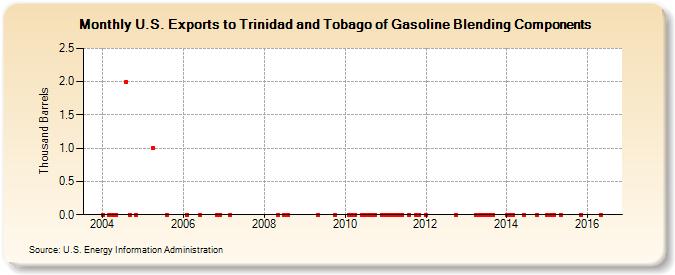 Monthly U.S. Exports to Trinidad and Tobago of Gasoline Blending Components
Thousand Barrels
2.5
2.0
1.5
1.0
0.5
0.0
2004 2006 2008 2010 2012 2014 2016
Source: U.S. Energy Information Administration